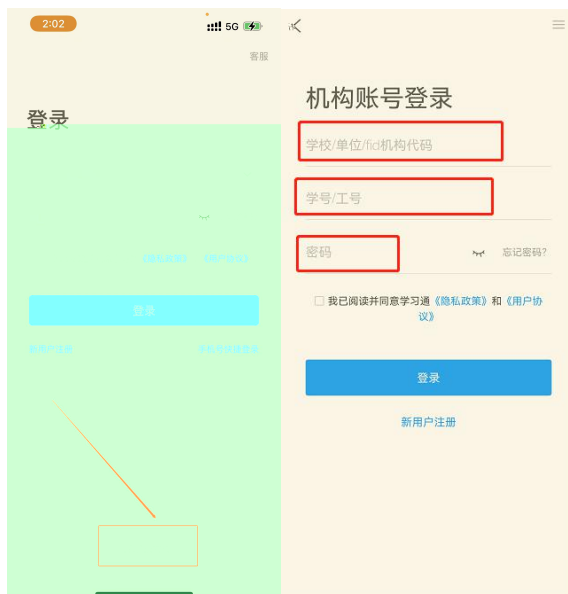 2:02
5G
客服
登录
《隐私政策》 《用户协议》
登录
新用户注册
手机号快捷登录
机构账号登录
学校/单位/fid机构代码
学号/工号
密码
忘记密码?
我已阅读并同意学习通《隐私政策》和《用户协
议》
登录
新用户注册